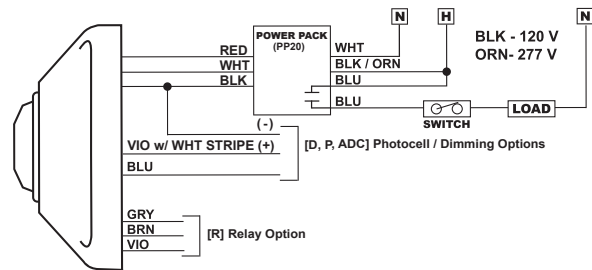 N H N
POWER PACK
(PP20)
BLK - 120 V
ORN- 277 V
RED WHT
WHT BLK / ORN
BLK BLU
BLU
SWITCH LOAD
(-)
[D, P, ADC] Photocell / Dimming Options
VIO w/ WHT STRIPE (+)
BLU
GRY
BRN
[R] Relay Option
VIO